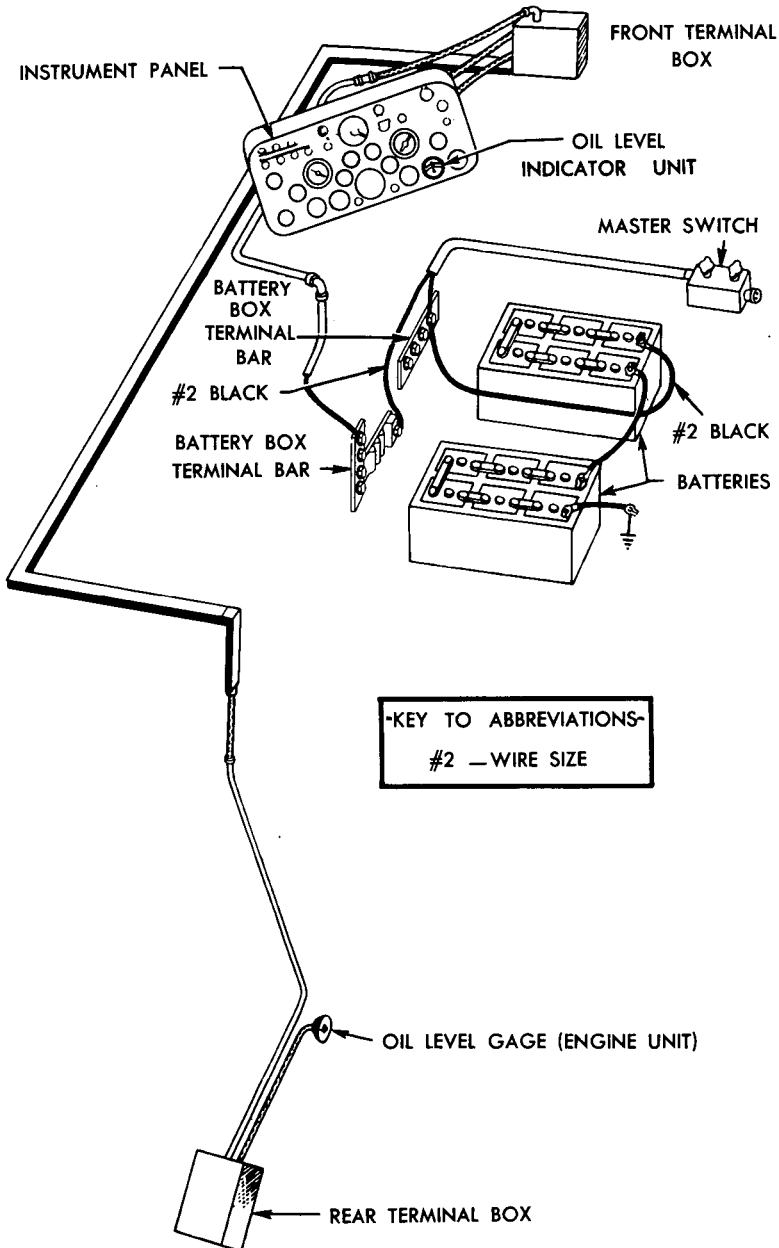 FRONT TERMINAL
BOX
INSTRUMENT PANEL
OIL LEVEL
INDICATOR UNIT
MASTER SWITCH
BATTERY
BOX
TERMINAL
BAR
#2 BLACK
#2 BLACK
BATTERY BOX
TERMINAL BAR
BATTERIES
-KEY TO ABBREVIATIONS-
#2 — WIRE SIZE
OIL LEVEL GAGE (ENGINE UNIT)
REAR TERMINAL BOX